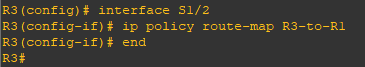 R3(config)# interface S1/2
R3(config-if)# ip policy route-map R3-to-R1
R3(config-if)# end
R3#